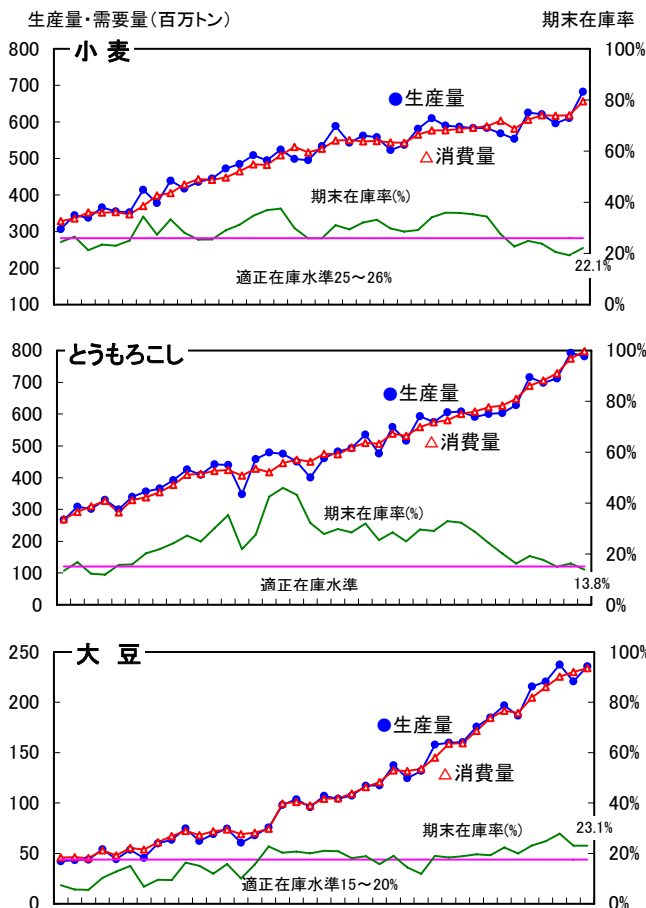 生産量・需要量(百万トン) 期末在庫率
小麦
800
700
600
500
400
300
200
100
100%
80%
60%
40%
20%
0%
●生産量
△消費量
期末在庫率(%)
適正在庫水準25～26%
22.1%
とうもろこし
800
700
600
500
400
300
200
100
0
100%
80%
60%
40%
20%
0%
●生産量
△消費量
期末在庫率(%)
適正在庫水準
13.8%
大 豆
250
200
150
100
50
0
100%
80%
60%
40%
20%
0%
●生産量
△消費量
期末在庫率(%)
23.1%
適正在庫水準15～20%